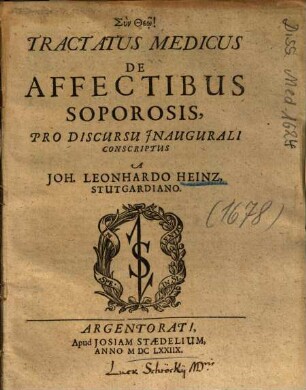 Σὺν Θεῷ!
TRACTATUS MEDICUS
DE
AFFECTIBUS
SOPOROSIS,
PRO DISCURSU INAUGURALI
CONSCRIPTUS
A
JOH. LEONHARDO HEINZ,
STUTGARDIANO.
(1678)
ARGENTORATI,
Apud JOSIAM STÆDELIUM,
ANNO M DC LXXIIX.
Diss Med 1624